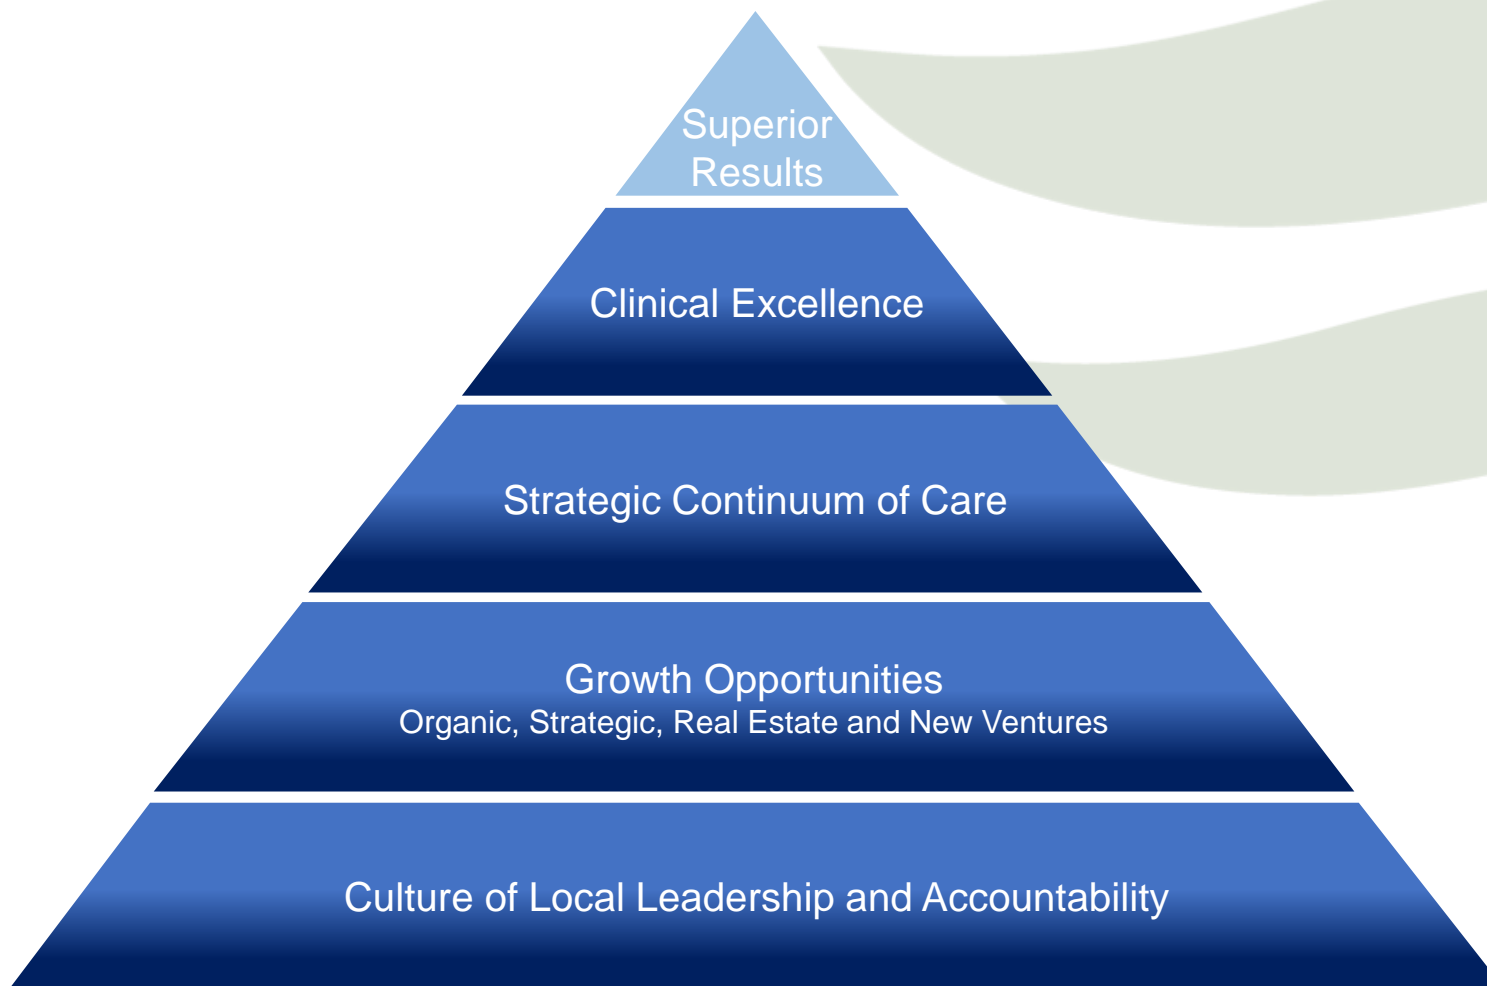 Superior
Results
Clinical Excellence
Strategic Continuum of Care
Growth Opportunities
Organic, Strategic, Real Estate and New Ventures
Culture of Local Leadership and Accountability